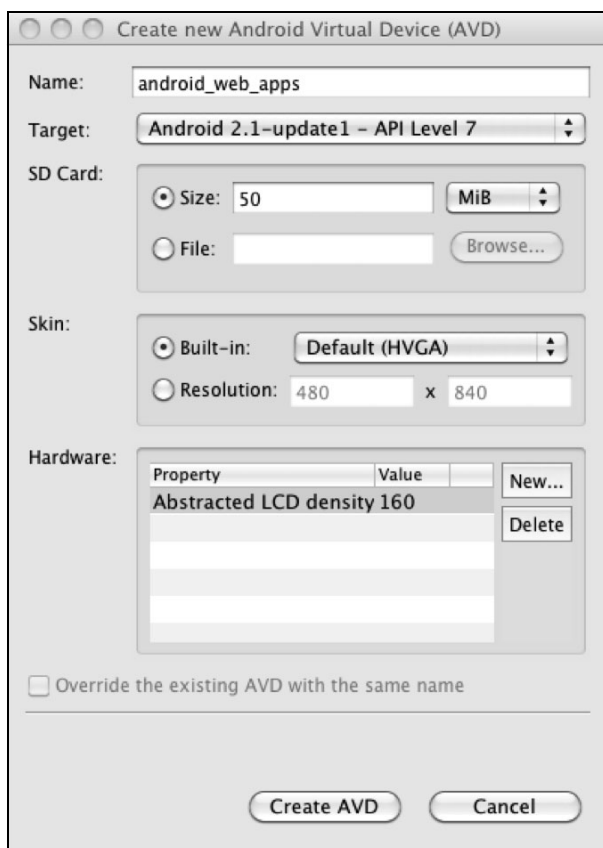 Create new Android Virtual Device (AVD)
Name: android_web_apps
Target: Android 2.1-update1 - API Level 7
SD Card:
Size: 50 MiB
File: Browse...
Skin:
Built-in: Default (HVGA)
Resolution: 480 x 840
Hardware:
Property Value
Abstracted LCD density 160
New...
Delete
Override the existing AVD with the same name
Create AVD Cancel